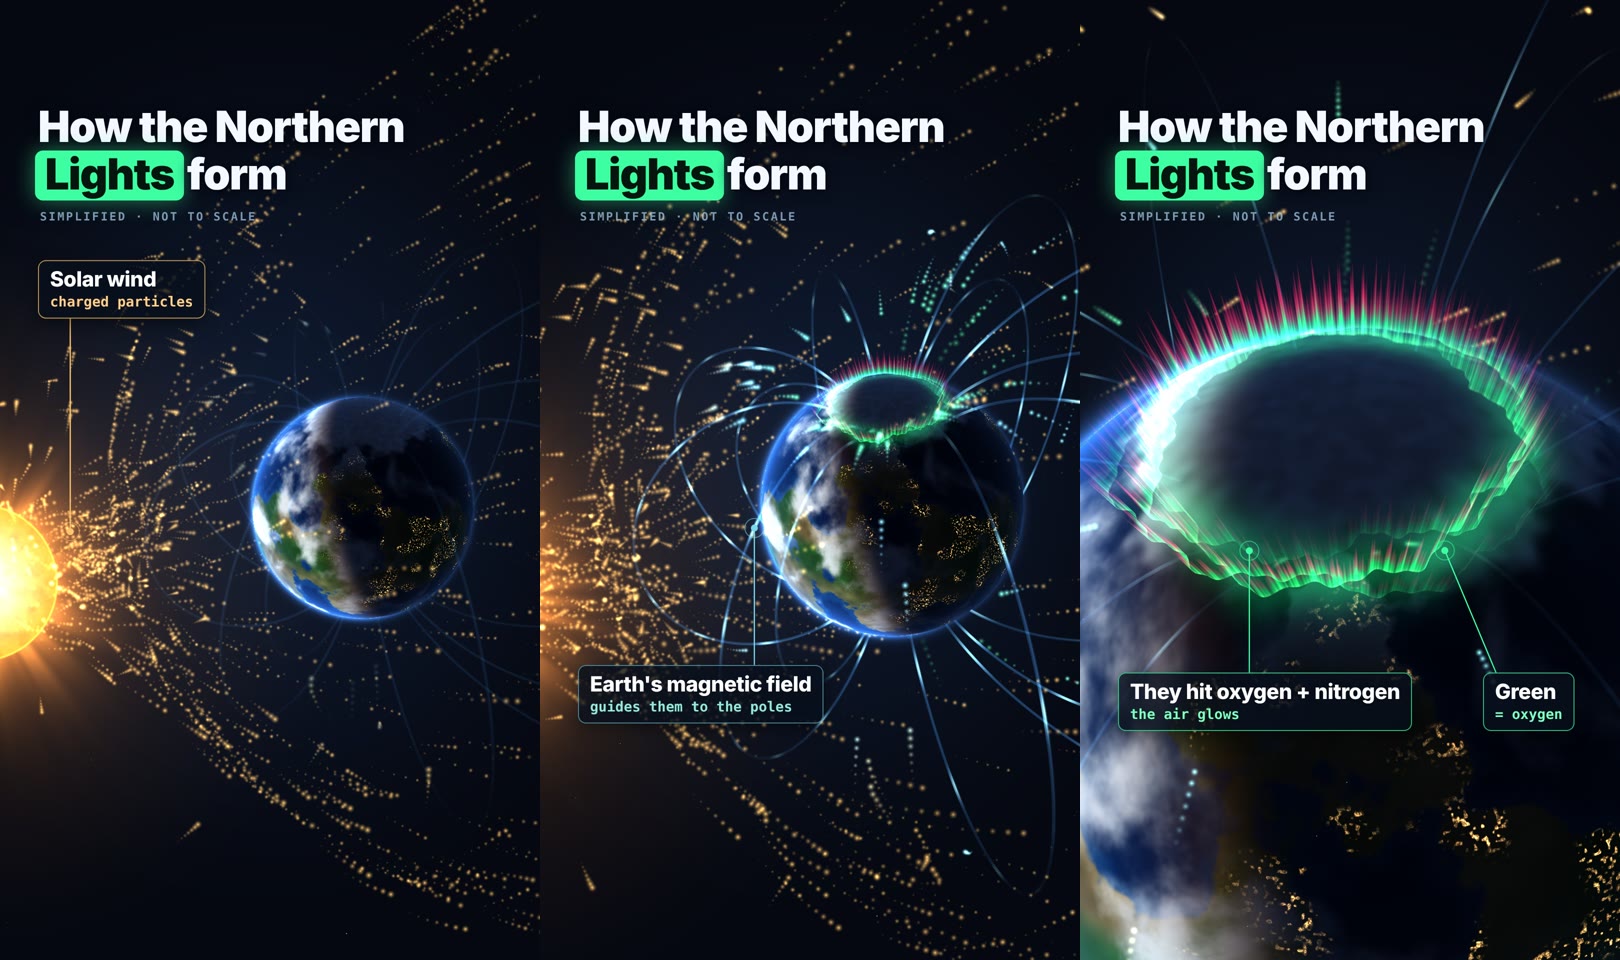 How the Northern
Lights form
SIMPLIFIED · NOT TO SCALE
Solar wind
charged particles
How the Northern
Lights form
SIMPLIFIED · NOT TO SCALE
Earth's magnetic field
guides them to the poles
How the Northern
Lights form
SIMPLIFIED · NOT TO SCALE
They hit oxygen + nitrogen
the air glows
Green
= oxygen